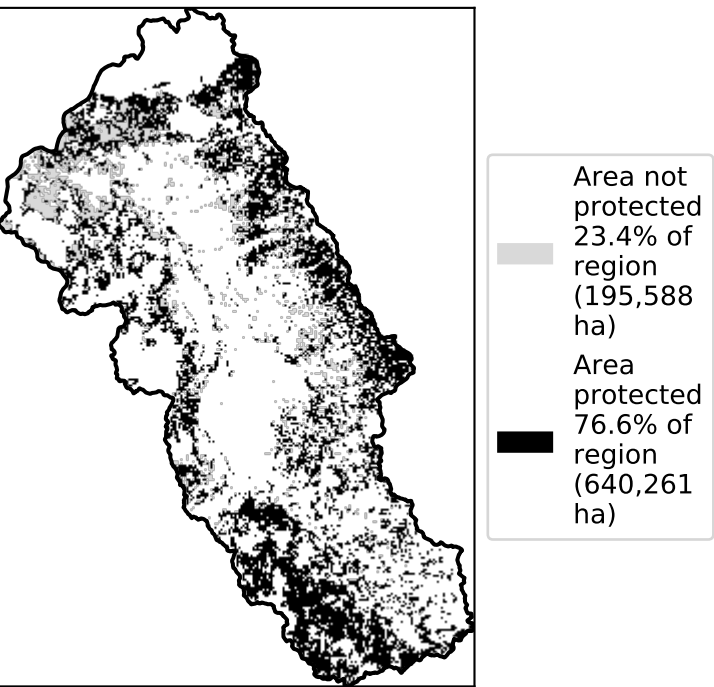 Area not
protected
23.4% of
region
(195,588
ha)
Area
protected
76.6% of
region
(640,261
ha)